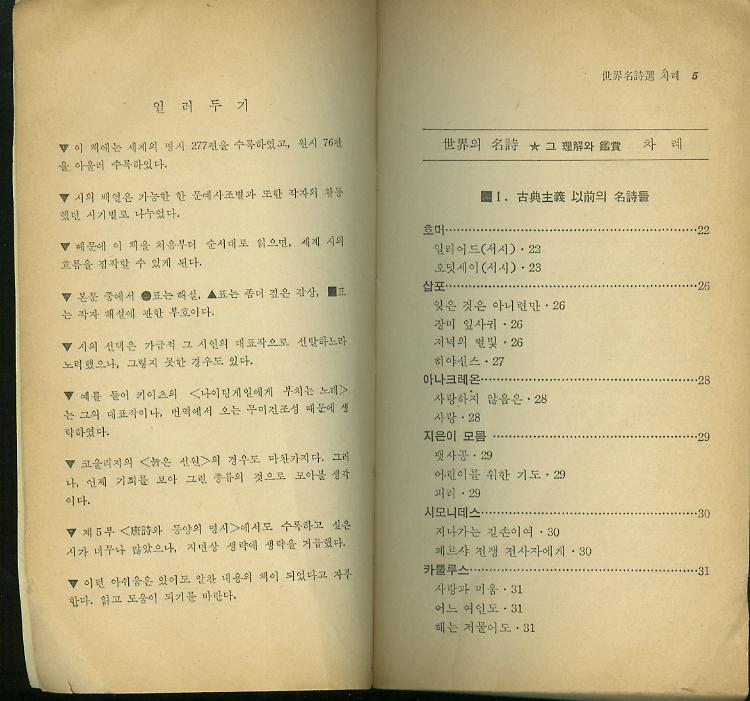 일 러 두 기
▼ 이 책에는 세계의 명시 277편을 수록하였고, 원시 76편
을 아울러 수록하였다.
▼ 시의 배열은 가능한 한 문예사조별과 또한 작자의 활동
했던 시기별로 나누었다.
▼ 때문에 이 책을 처음부터 순서대로 읽으면, 세계 시의
흐름을 짐작할 수 있게 된다.
▼ 본문 중에서 ●표는 해설, ▲표는 좀더 깊은 감상, ■표
는 작자 해설에 관한 부호이다.
▼ 시의 선택은 가급적 그 시인의 대표작으로 선발하느라
노력했으나, 그렇지 못한 경우도 있다.
▼ 예를 들어 키이츠의 <나이팅게일에게 부치는 노래>
는 그의 대표작이나, 번역에서 오는 무미건조성 때문에 생
략하였다.
▼ 코울리지의 <늙은 선원>의 경우도 마찬가지다. 그러
나, 언제 기회를 보아 그런 종류의 것으로 모아볼 생각
이다.
▼ 제 5 부 <唐詩와 동양의 명시>에서도 수록하고 싶은
시가 너무나 많았으나, 지면상 생략에 생략을 거듭했다.
▼ 이런 아쉬움은 있어도 알찬 내용의 책이 되었다고 자부
한다. 읽고 도움이 되기를 바란다.
世界名詩選 차례 5
世界의 名詩 ★ 그 理解와 鑑賞 차 례
I. 古典主義 以前의 名詩들
흐머……22
일리어드(서시)·22
오딧세이(서시)·23
삽포……26
잊은 것은 아니련만·26
장미 잎사귀·26
저녁의 별빛·26
히야신스·27
아나크레온……28
사랑하지 않음은·28
사랑·28
지은이 모름……29
뱃사공·29
어린이를 위한 기도·29
피리·29
시모니데스……30
지나가는 길손이여·30
페르샤 전쟁 전사자에게·30
카툴루스……31
사랑과 미움·31
어느 여인도·31
해는 저물어도·31